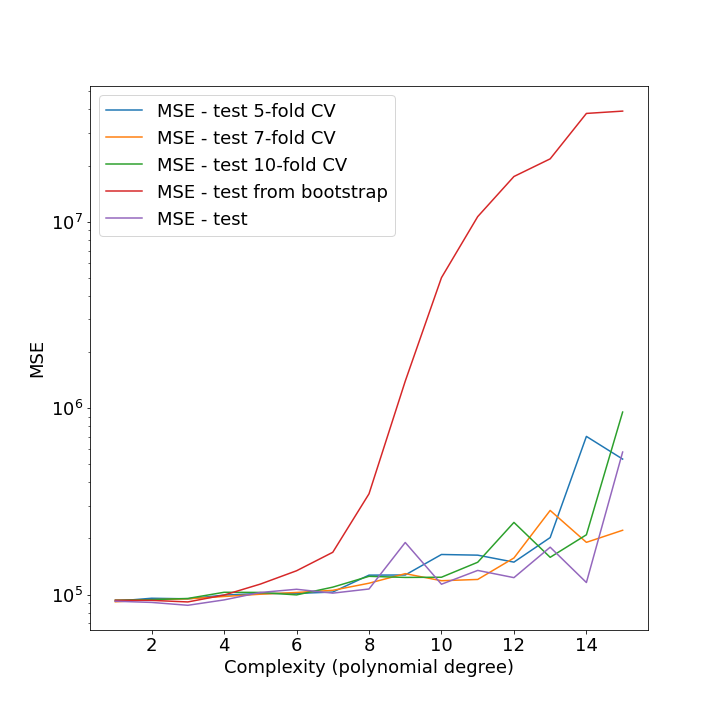 MSE - test 5-fold CV
MSE - test 7-fold CV
MSE - test 10-fold CV
MSE - test from bootstrap
MSE - test
10^7
10^6
10^5
MSE
2 4 6 8 10 12 14
Complexity (polynomial degree)